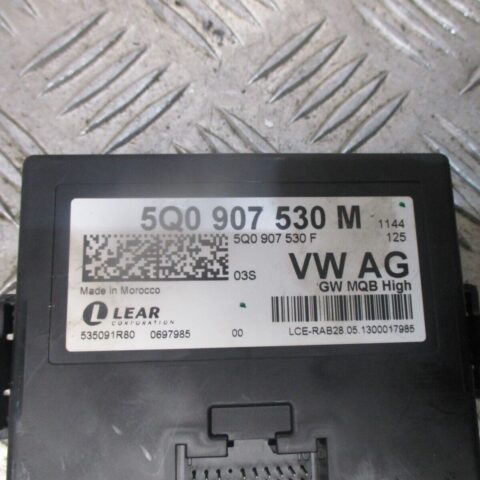 5Q0 907 530 M 1144
5Q0 907 530 F 125
03S VW AG
Made in Morocco GW MQB High
LEAR
CORPORATION
535091R80 0697985 00 LCE-RAB28.05.1300017985